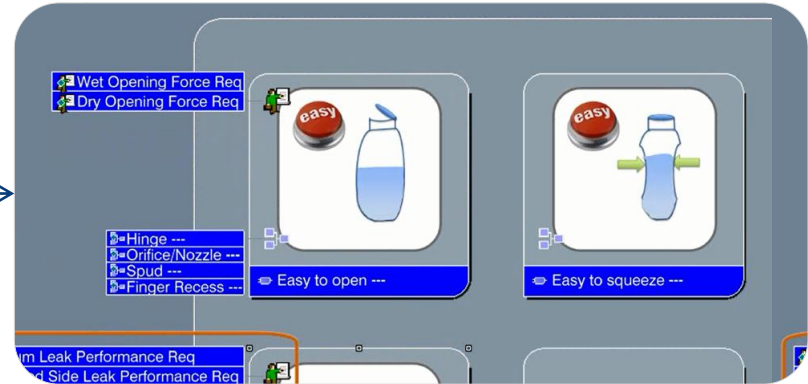 Wet Opening Force Req
Dry Opening Force Req
easy
easy
Hinge ---
Orifice/Nozzle ---
Spud ---
Finger Recess ---
Easy to open ---
Easy to squeeze ---
um Leak Performance Req
d Side Leak Performance Req